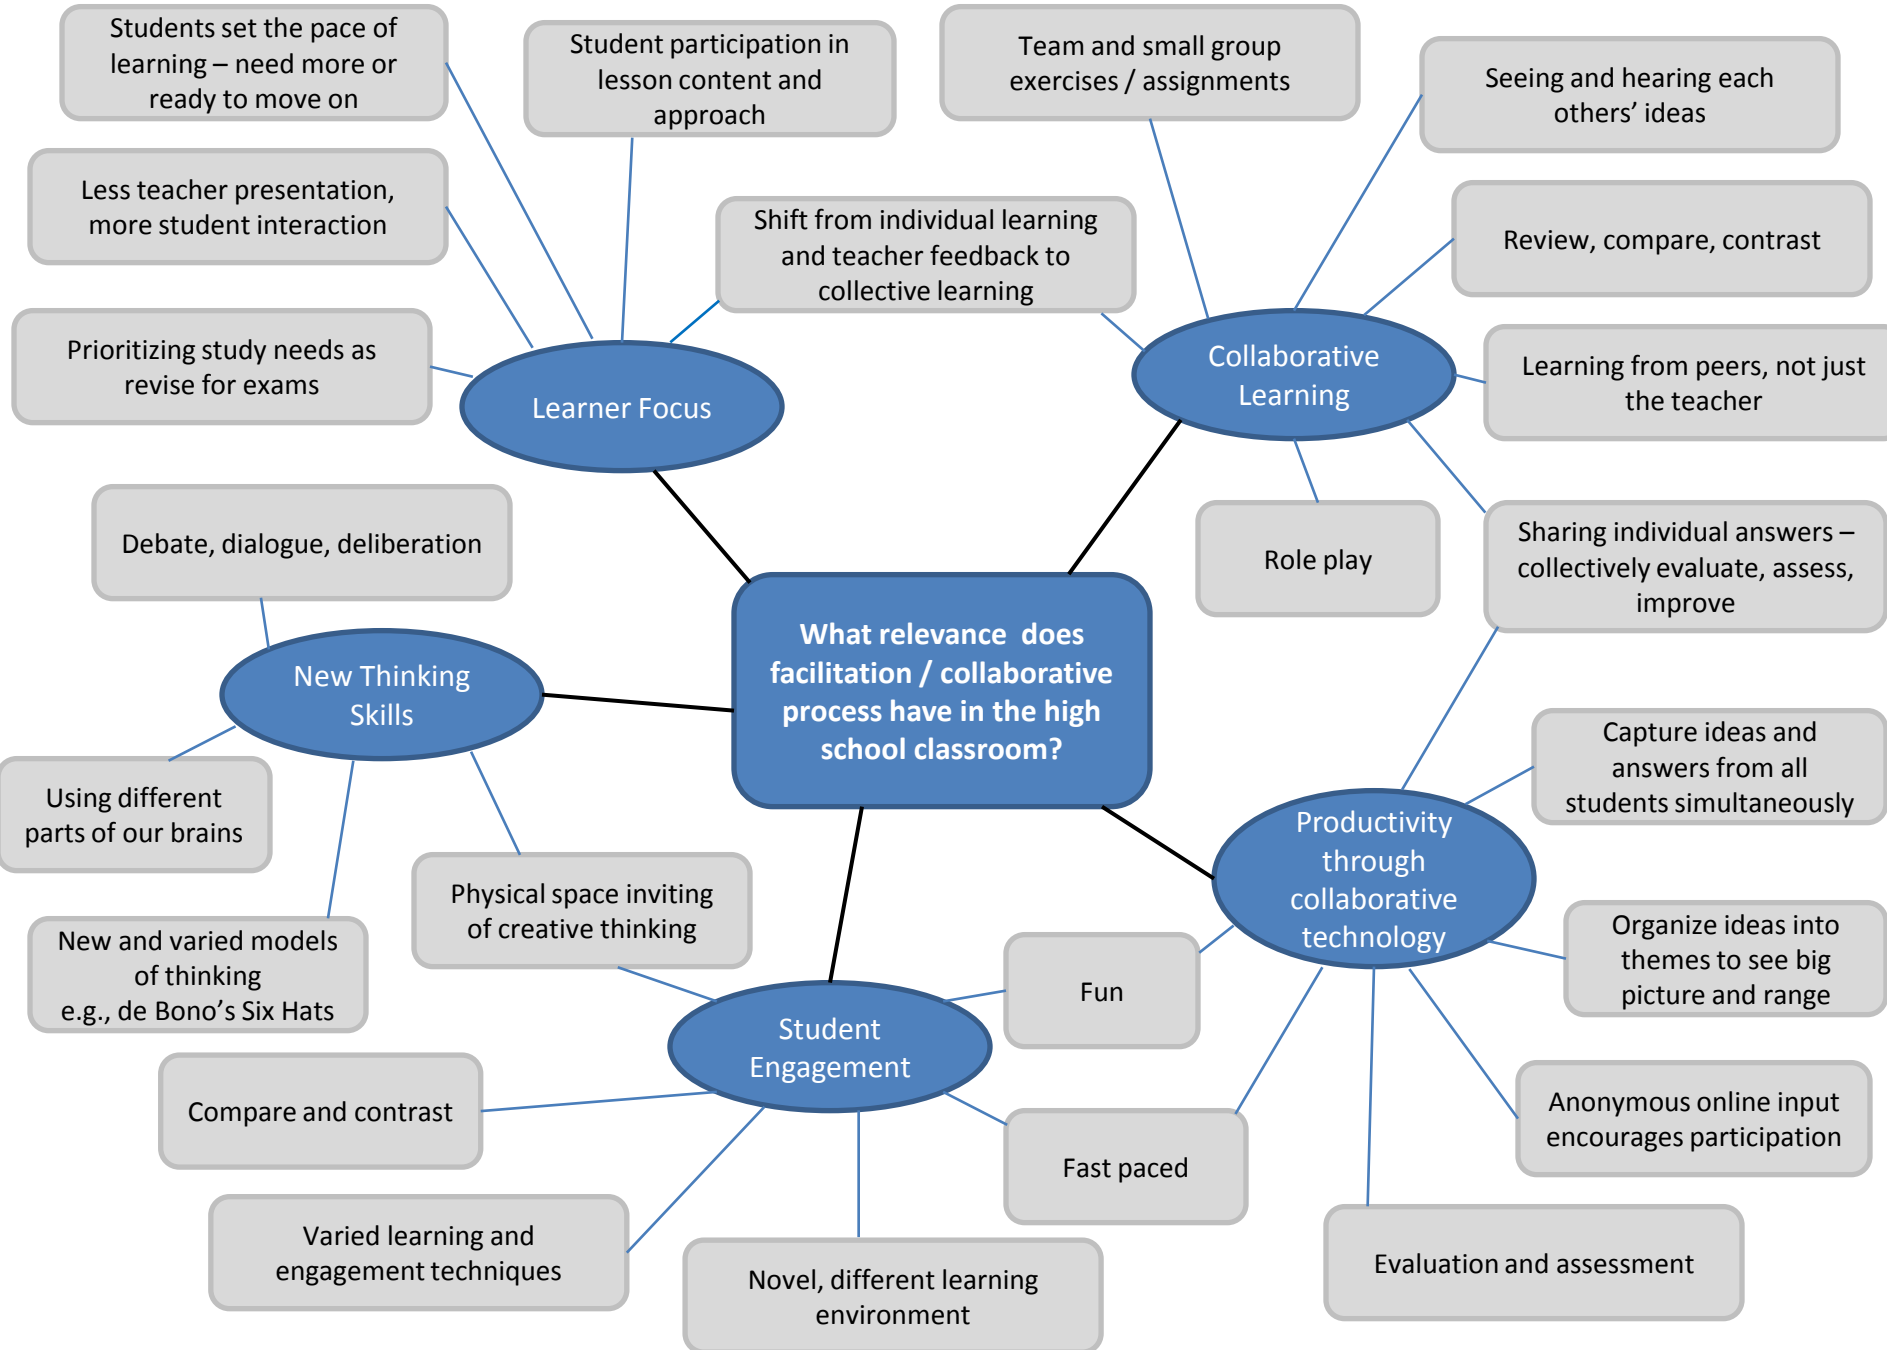 Students set the pace of
learning – need more or
ready to move on
Student participation in
lesson content and
approach
Team and small group
exercises / assignments
Seeing and hearing each
others’ ideas
Less teacher presentation,
more student interaction
Shift from individual learning
and teacher feedback to
collective learning
Review, compare, contrast
Prioritizing study needs as
revise for exams
Learner Focus
Collaborative
Learning
Learning from peers, not just
the teacher
Debate, dialogue, deliberation
Role play
Sharing individual answers –
collectively evaluate, assess,
improve
New Thinking
Skills
What relevance does
facilitation / collaborative
process have in the high
school classroom?
Using different
parts of our brains
Capture ideas and
answers from all
students simultaneously
Productivity
through
collaborative
technology
Physical space inviting
of creative thinking
New and varied models
of thinking
e.g., de Bono’s Six Hats
Fun
Organize ideas into
themes to see big
picture and range
Student
Engagement
Compare and contrast
Fast paced
Anonymous online input
encourages participation
Varied learning and
engagement techniques
Novel, different learning
environment
Evaluation and assessment